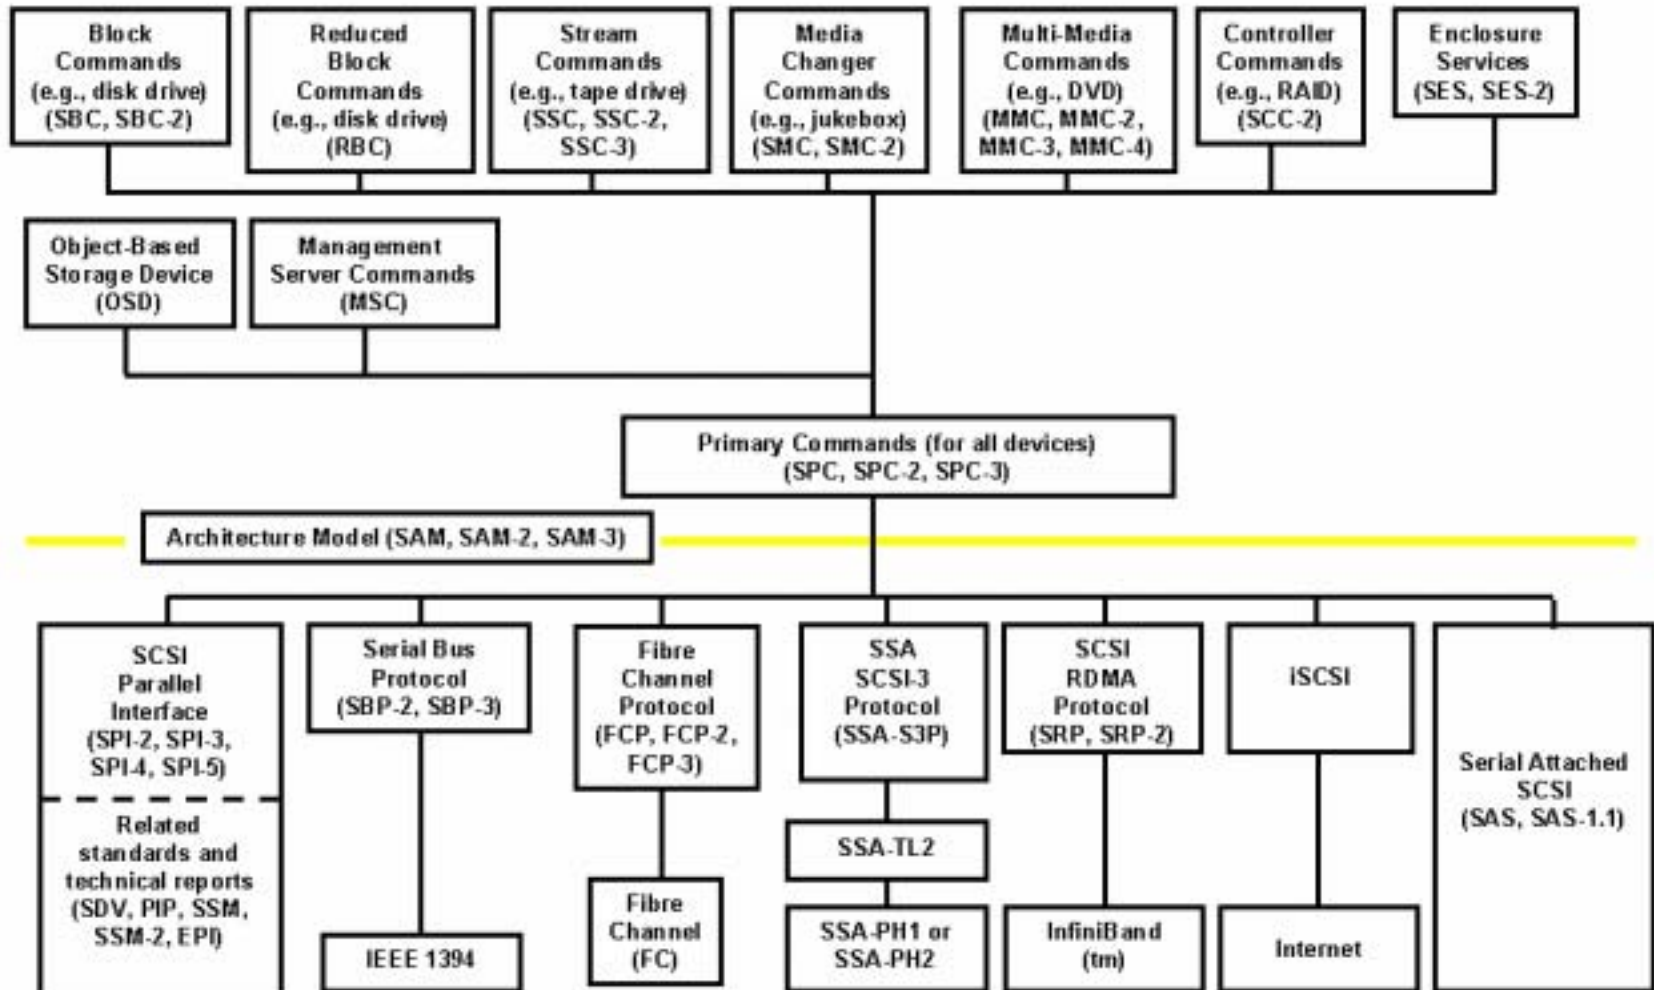 Block
Commands
(e.g., disk drive)
(SBC, SBC-2)
Reduced
Block
Commands
(e.g., disk drive)
(RBC)
Stream
Commands
(e.g., tape drive)
(SSC, SSC-2,
SSC-3)
Media
Changer
Commands
(e.g., jukebox)
(SMC, SMC-2)
Multi-Media
Commands
(e.g., DVD)
(MMC, MMC-2,
MMC-3, MMC-4)
Controller
Commands
(e.g., RAID)
(SCC-2)
Enclosure
Services
(SES, SES-2)
Object-Based
Storage Device
(OSD)
Management
Server Commands
(MSC)
Primary Commands (for all devices)
(SPC, SPC-2, SPC-3)
Architecture Model (SAM, SAM-2, SAM-3)
SCSI
Parallel
Interface
(SPI-2, SPI-3,
SPI-4, SPI-5)
Related
standards and
technical reports
(SDV, PIP, SSM,
SSM-2, EPI)
Serial Bus
Protocol
(SBP-2, SBP-3)
IEEE 1394
Fibre
Channel
Protocol
(FCP, FCP-2,
FCP-3)
Fibre
Channel
(FC)
SSA
SCSI-3
Protocol
(SSA-S3P)
SSA-TL2
SSA-PH1 or
SSA-PH2
SCSI
RDMA
Protocol
(SRP, SRP-2)
InfiniBand
(tm)
iSCSI
Internet
Serial Attached
SCSI
(SAS, SAS-1.1)